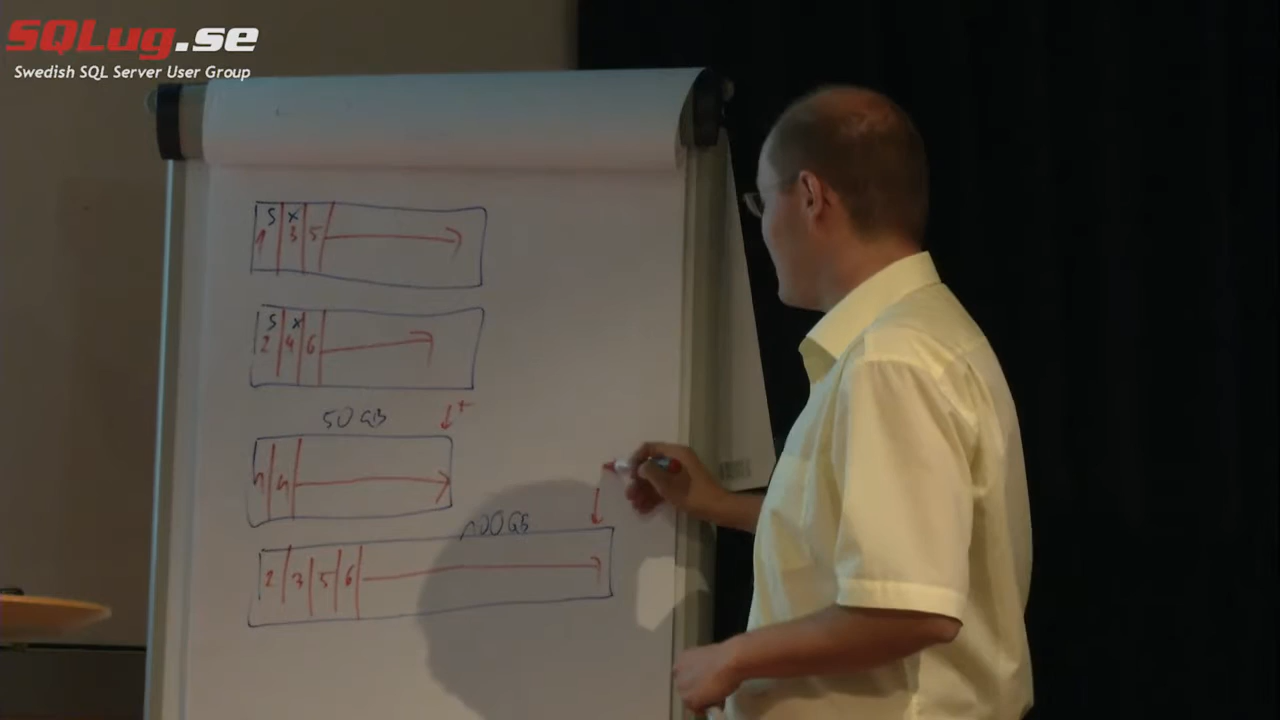 SQLug.se
Swedish SQL Server User Group
S X
1 3 5
S X
2 4 6
50 GB
+
1 4
100 GB
2 3 5 6